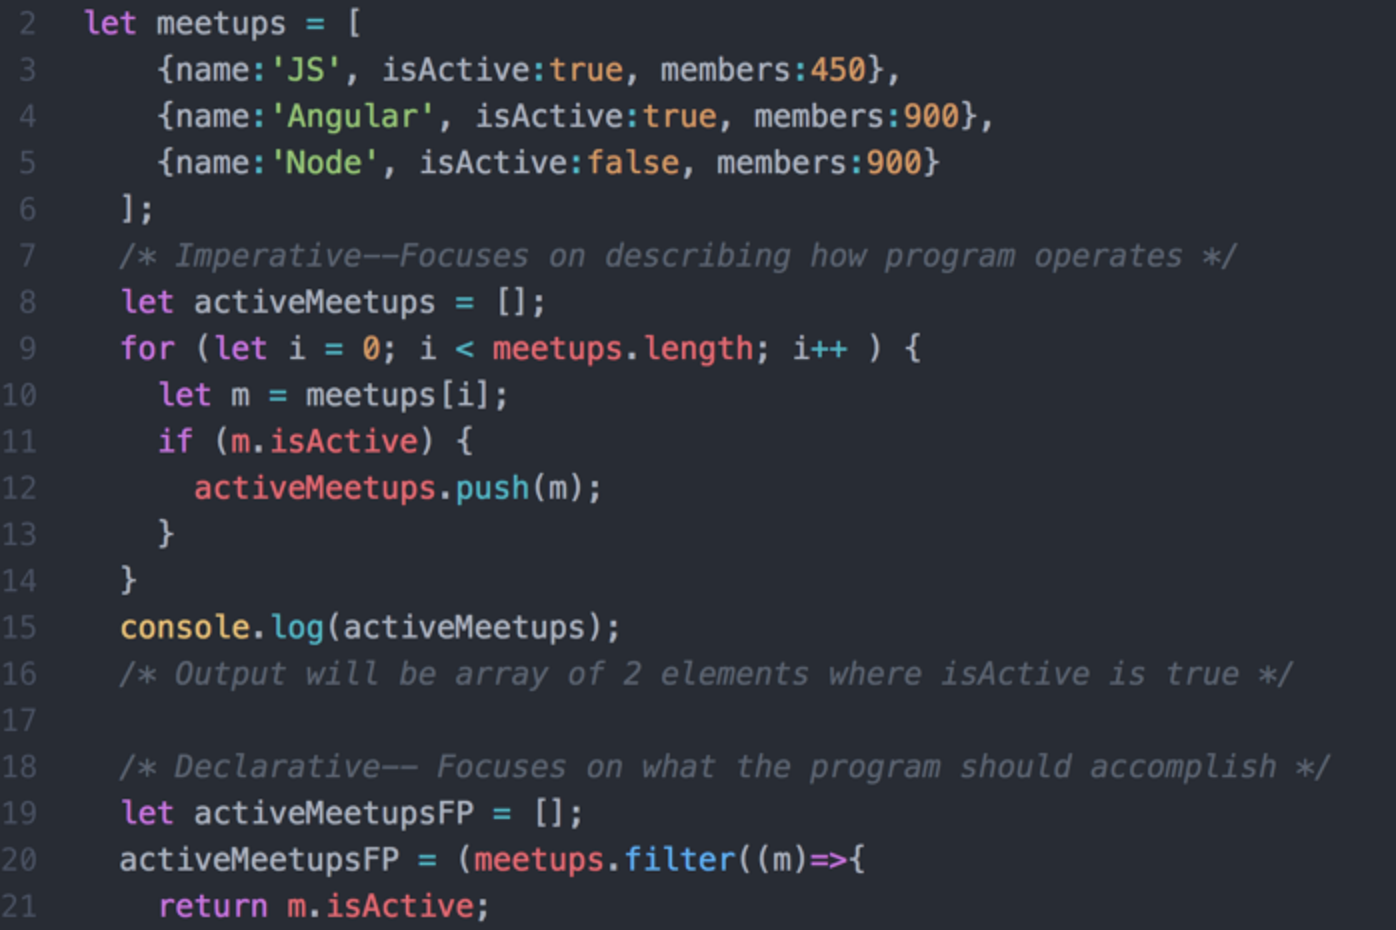 2 let meetups = [
3 {name:'JS', isActive:true, members:450},
4 {name:'Angular', isActive:true, members:900},
5 {name:'Node', isActive:false, members:900}
6 ];
7 /* Imperative--Focuses on describing how program operates */
8 let activeMeetups = [];
9 for (let i = 0; i < meetups.length; i++ ) {
10 let m = meetups[i];
11 if (m.isActive) {
12 activeMeetups.push(m);
13 }
14 }
15 console.log(activeMeetups);
16 /* Output will be array of 2 elements where isActive is true */
17
18 /* Declarative-- Focuses on what the program should accomplish */
19 let activeMeetupsFP = [];
20 activeMeetupsFP = (meetups.filter((m)=>{
21 return m.isActive;